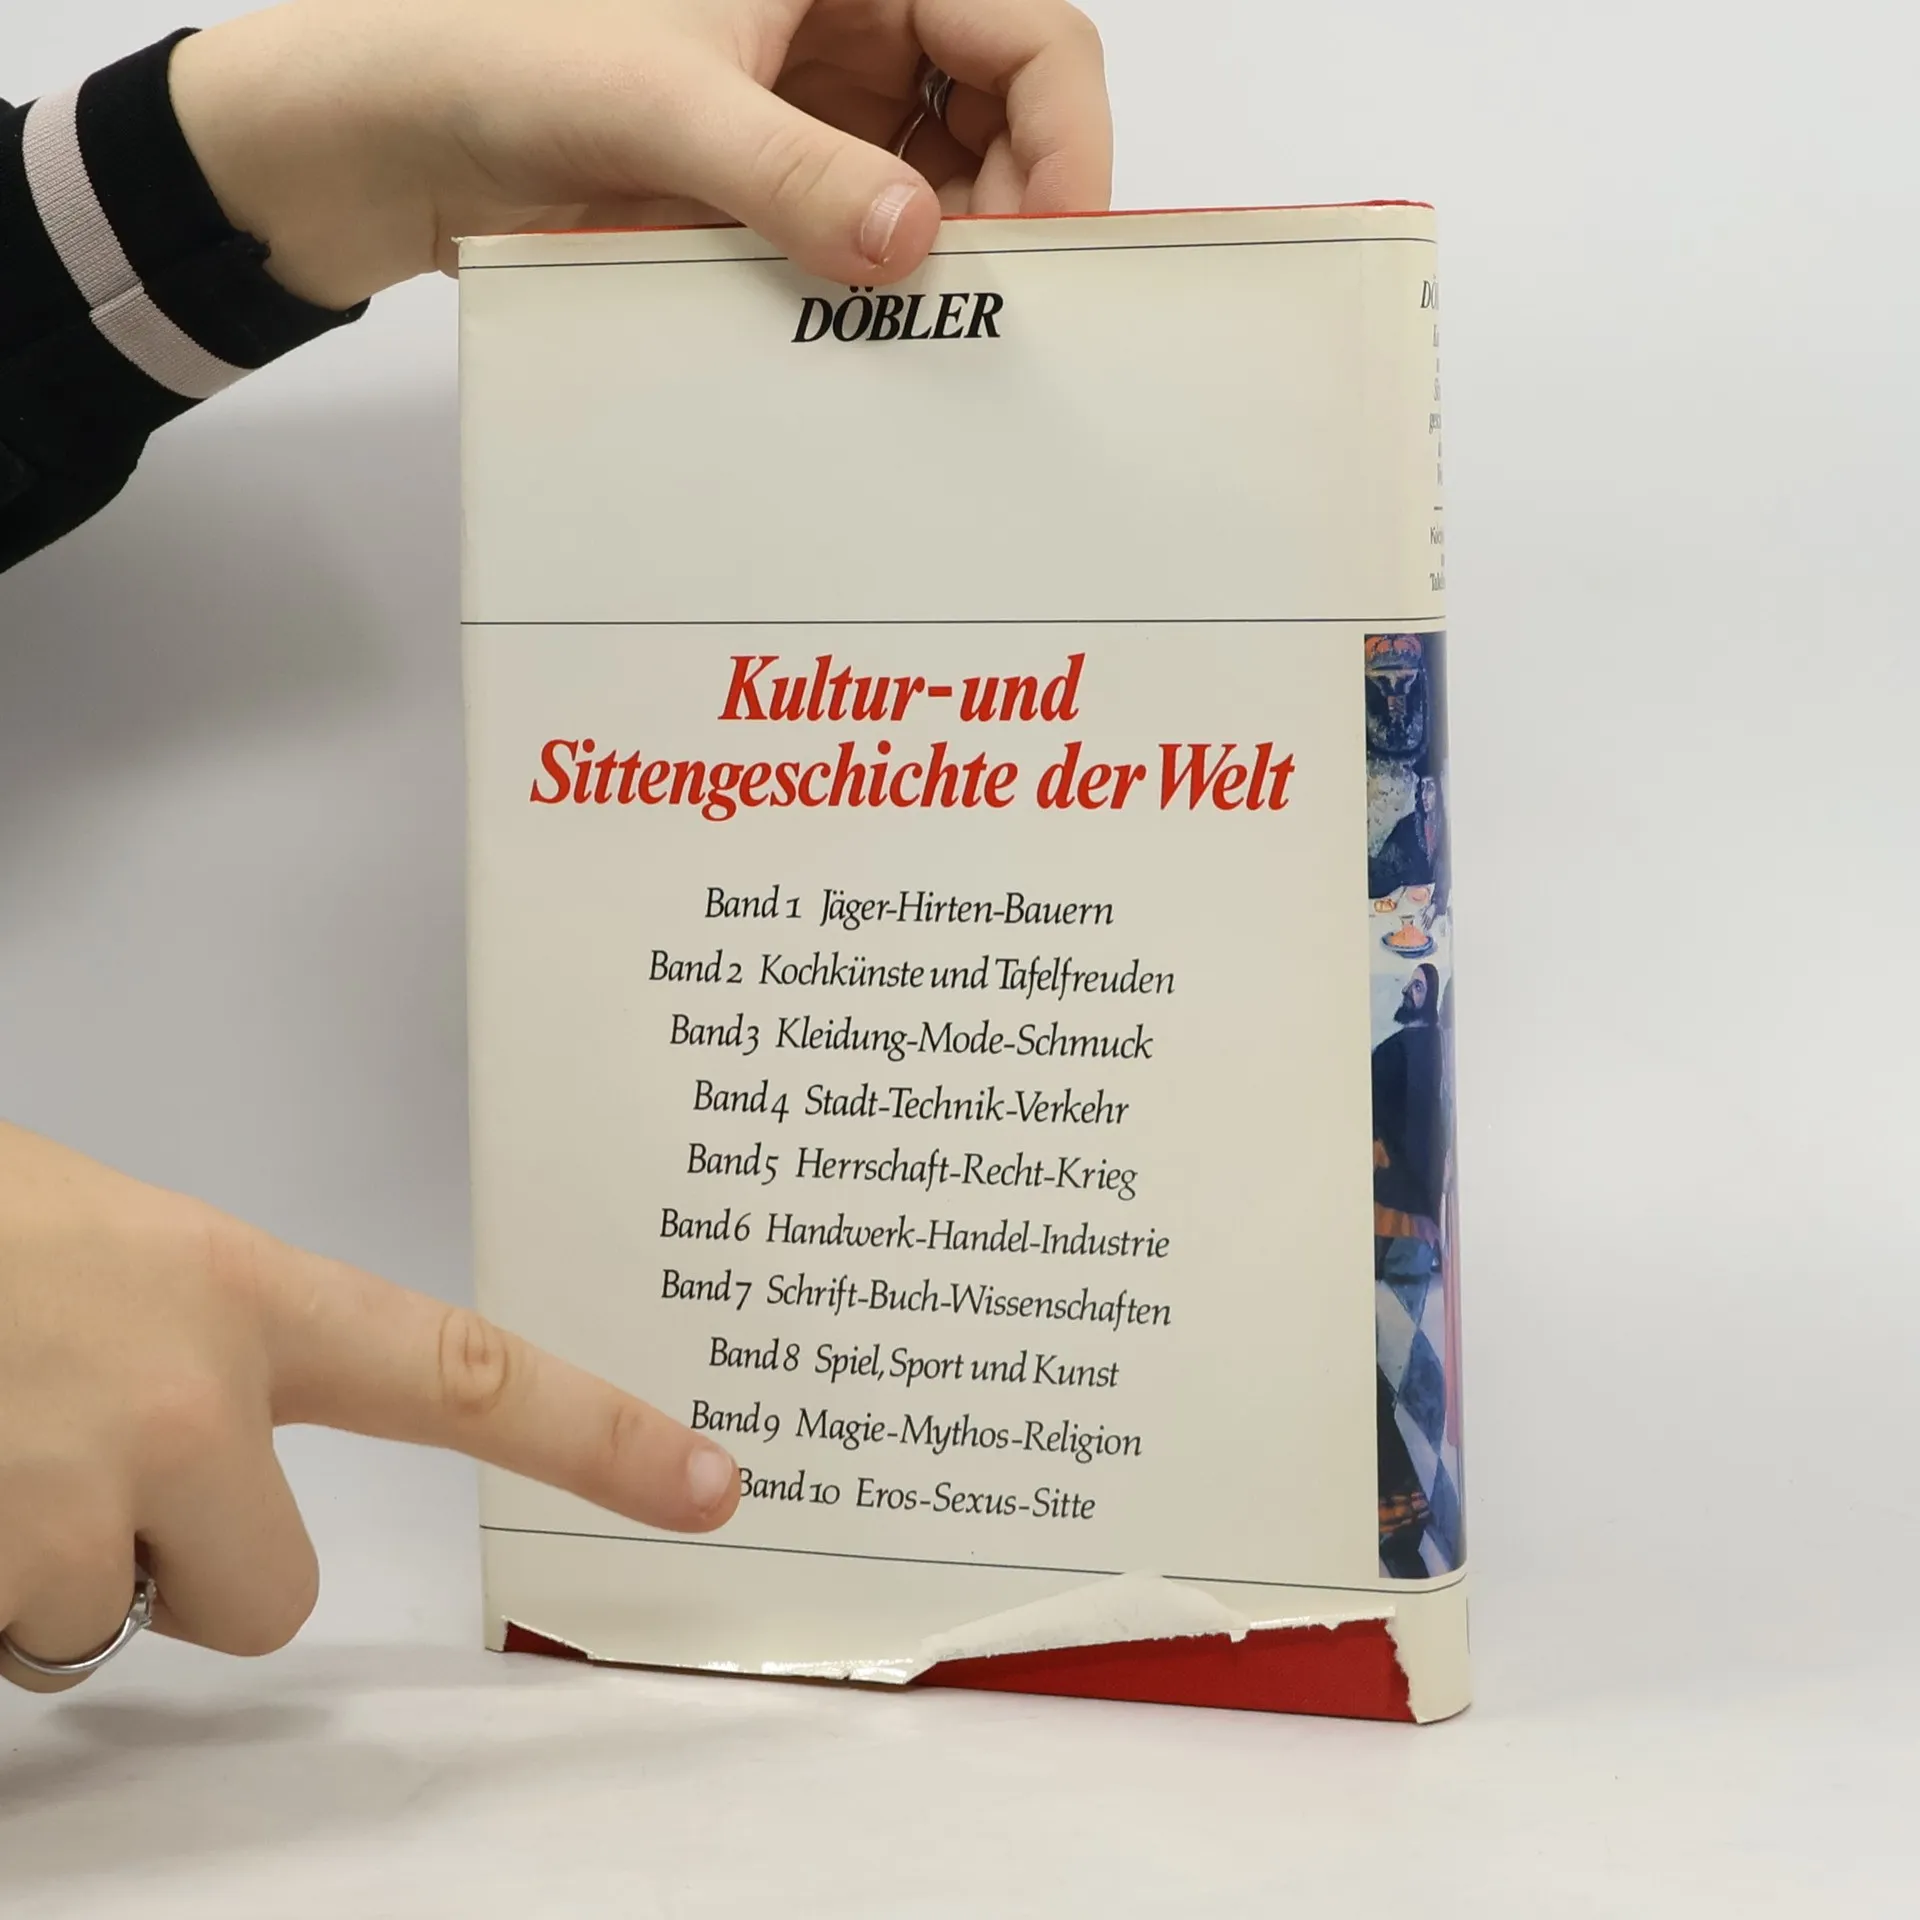 DÖBLER
Kultur-und
Sittengeschichte der Welt
Band 1 Jäger-Hirten-Bauern
Band 2 Kochkünste und Tafelfreuden
Band 3 Kleidung-Mode-Schmuck
Band 4 Stadt-Technik-Verkehr
Band 5 Herrschaft-Recht-Krieg
Band 6 Handwerk-Handel-Industrie
Band 7 Schrift-Buch-Wissenschaften
Band 8 Spiel, Sport und Kunst
Band 9 Magie-Mythos-Religion
Band 10 Eros-Sexus-Sitte